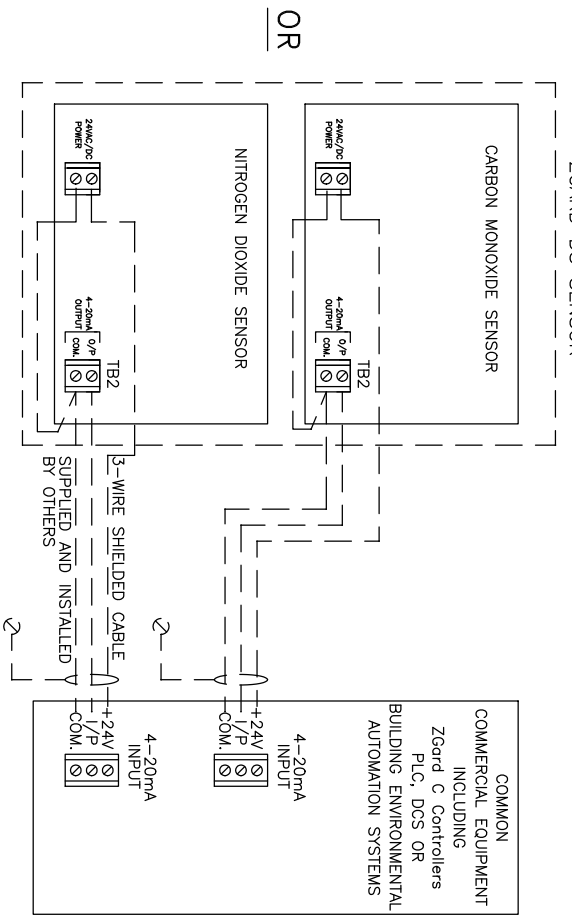 OR
SENSOR
CARBON MONOXIDE SENSOR
24VAC/DC
POWER
4-20mA
OUTPUT
O/P
COM.
TB2
NITROGEN DIOXIDE SENSOR
24VAC/DC
POWER
4-20mA
OUTPUT
O/P
COM.
TB2
3-WIRE SHIELDED CABLE
SUPPLIED AND INSTALLED
BY OTHERS
COMMON
COMMERCIAL EQUIPMENT
INCLUDING
ZGard C Controllers
PLC, DCS OR
BUILDING ENVIRONMENTAL
AUTOMATION SYSTEMS
4-20mA
INPUT
+24V
I/P
COM.
4-20mA
INPUT
+24V
I/P
COM.